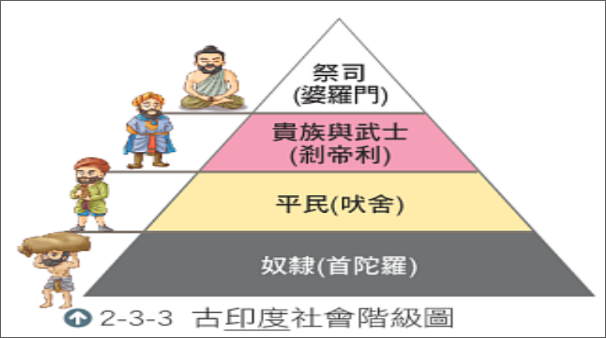 祭司
(婆羅門)
貴族與武士
(剎帝利)
平民(吠舍)
奴隸(首陀羅)
2-3-3 古印度社會階級圖